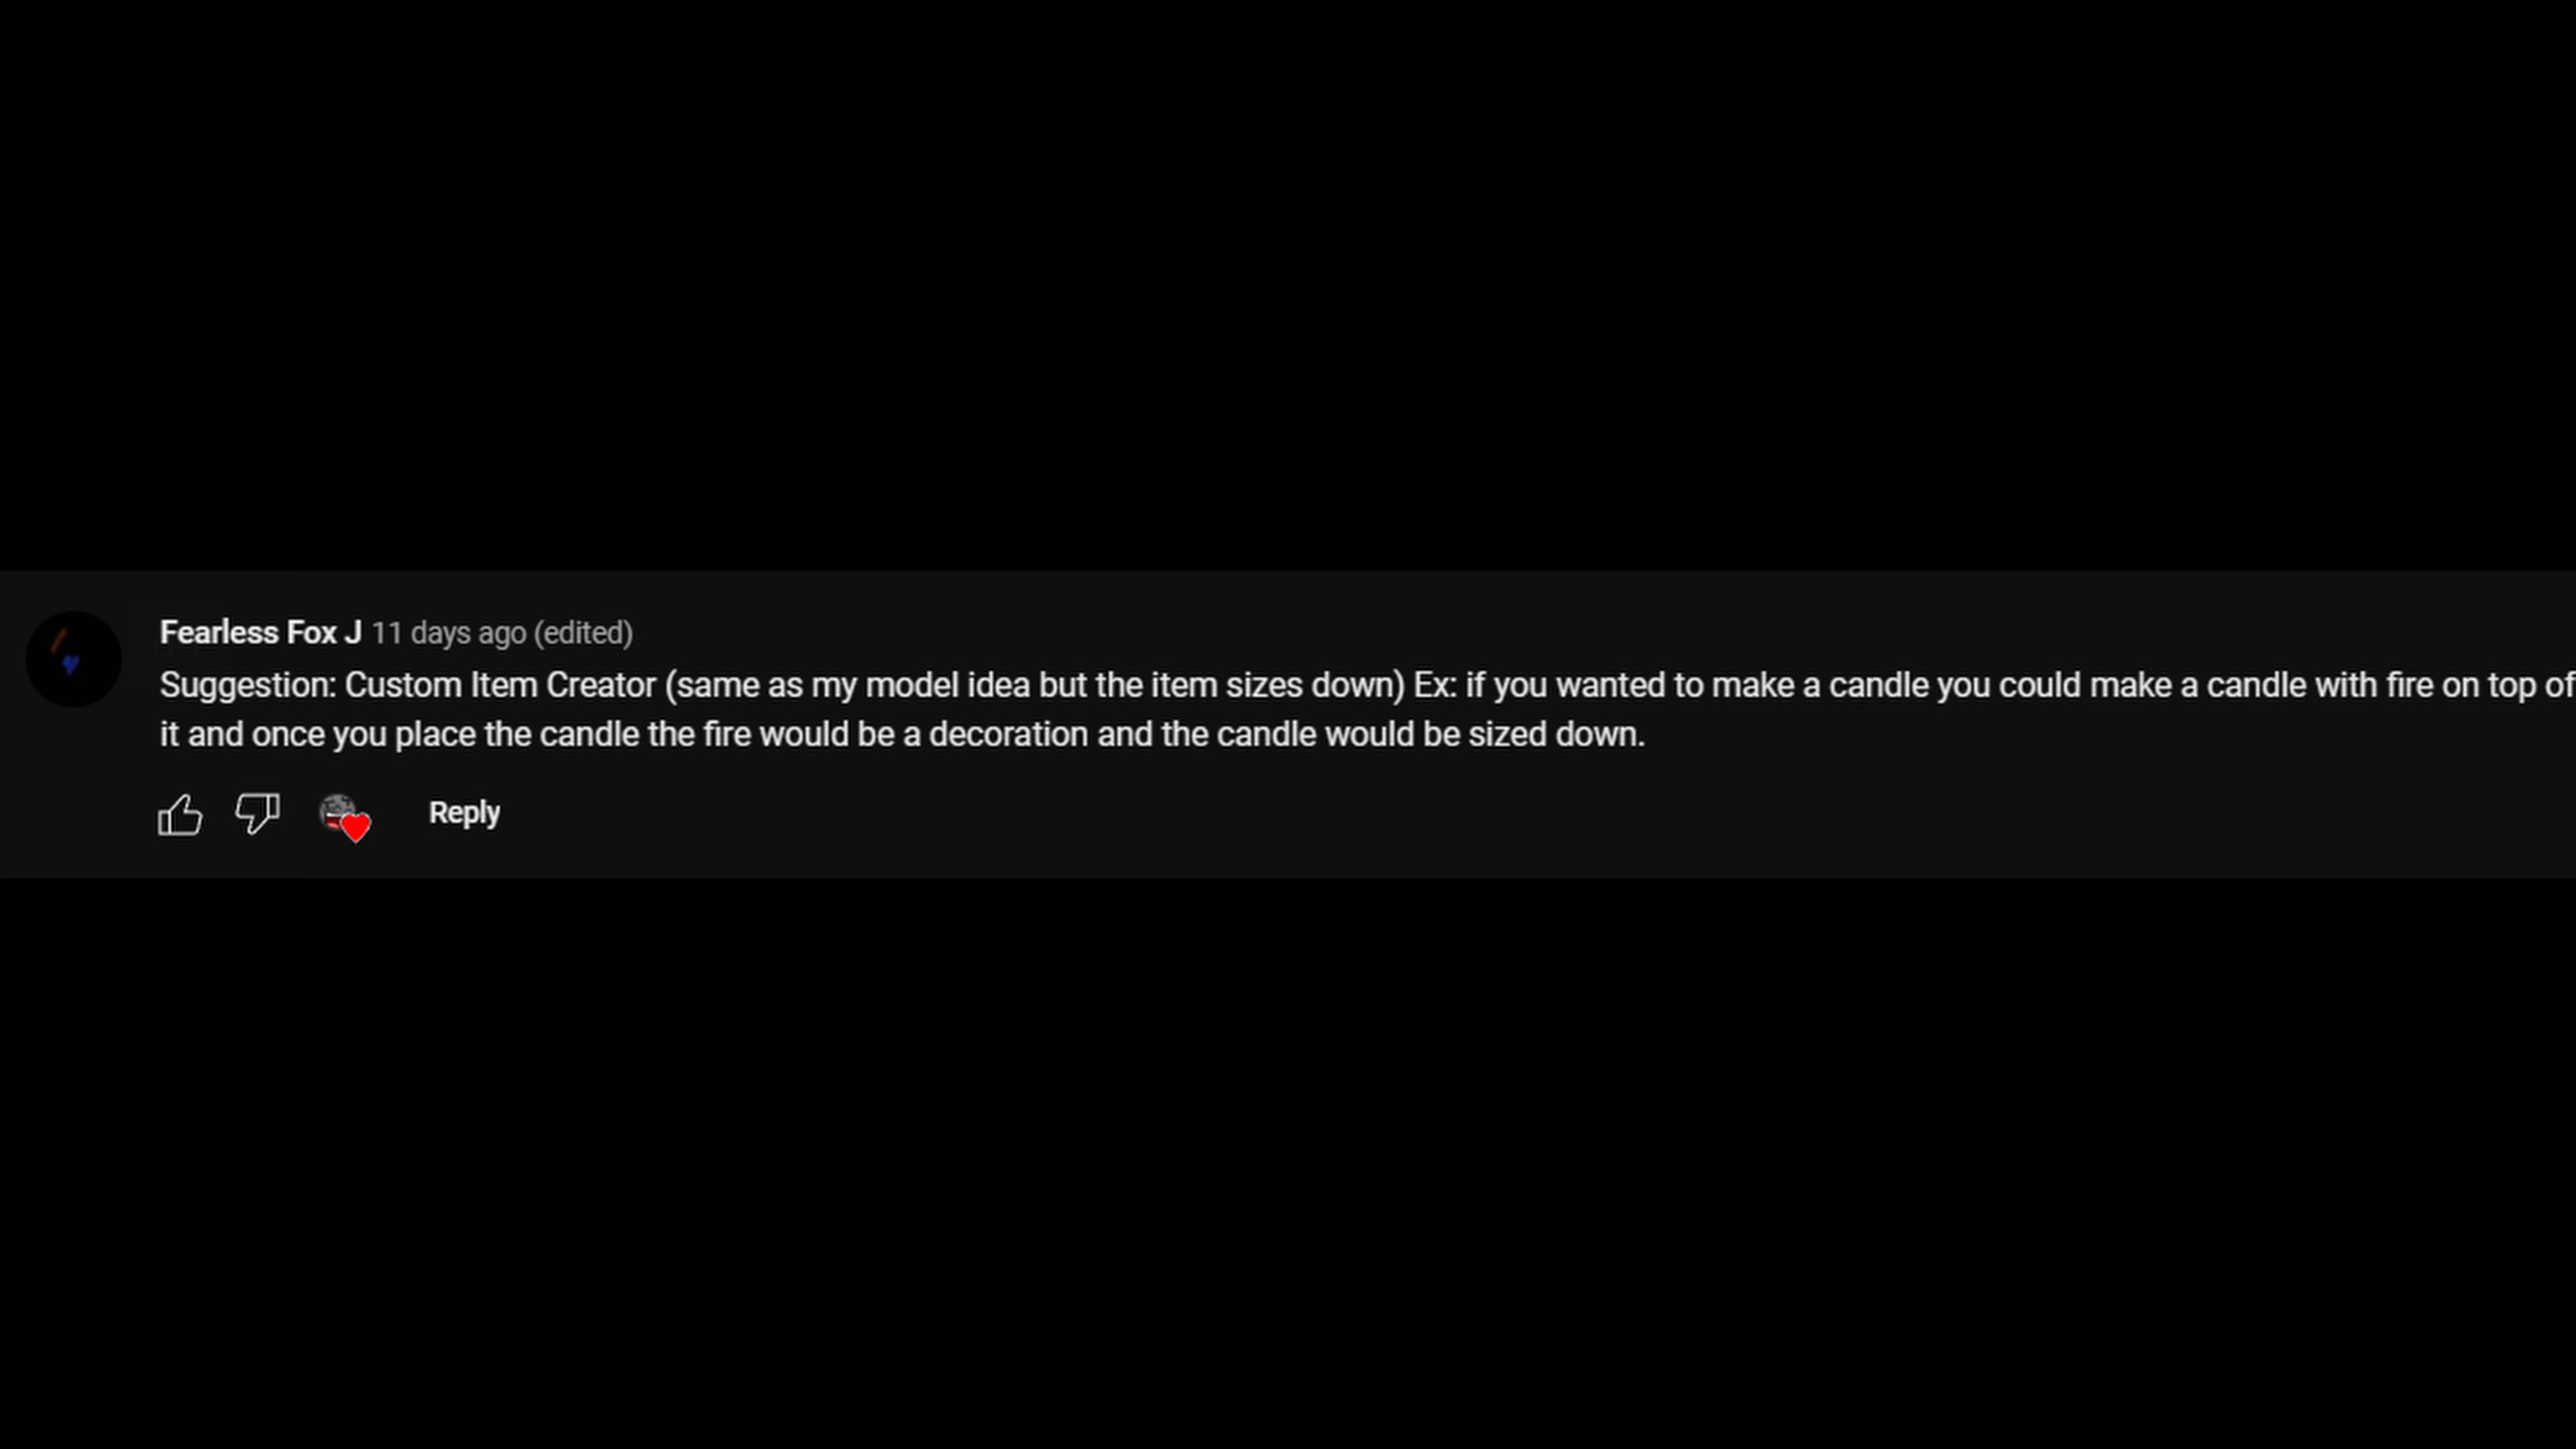 Fearless Fox J 11 days ago (edited)
Suggestion: Custom Item Creator (same as my model idea but the item sizes down) Ex: if you wanted to make a candle you could make a candle with fire on top of
it and once you place the candle the fire would be a decoration and the candle would be sized down.
Reply